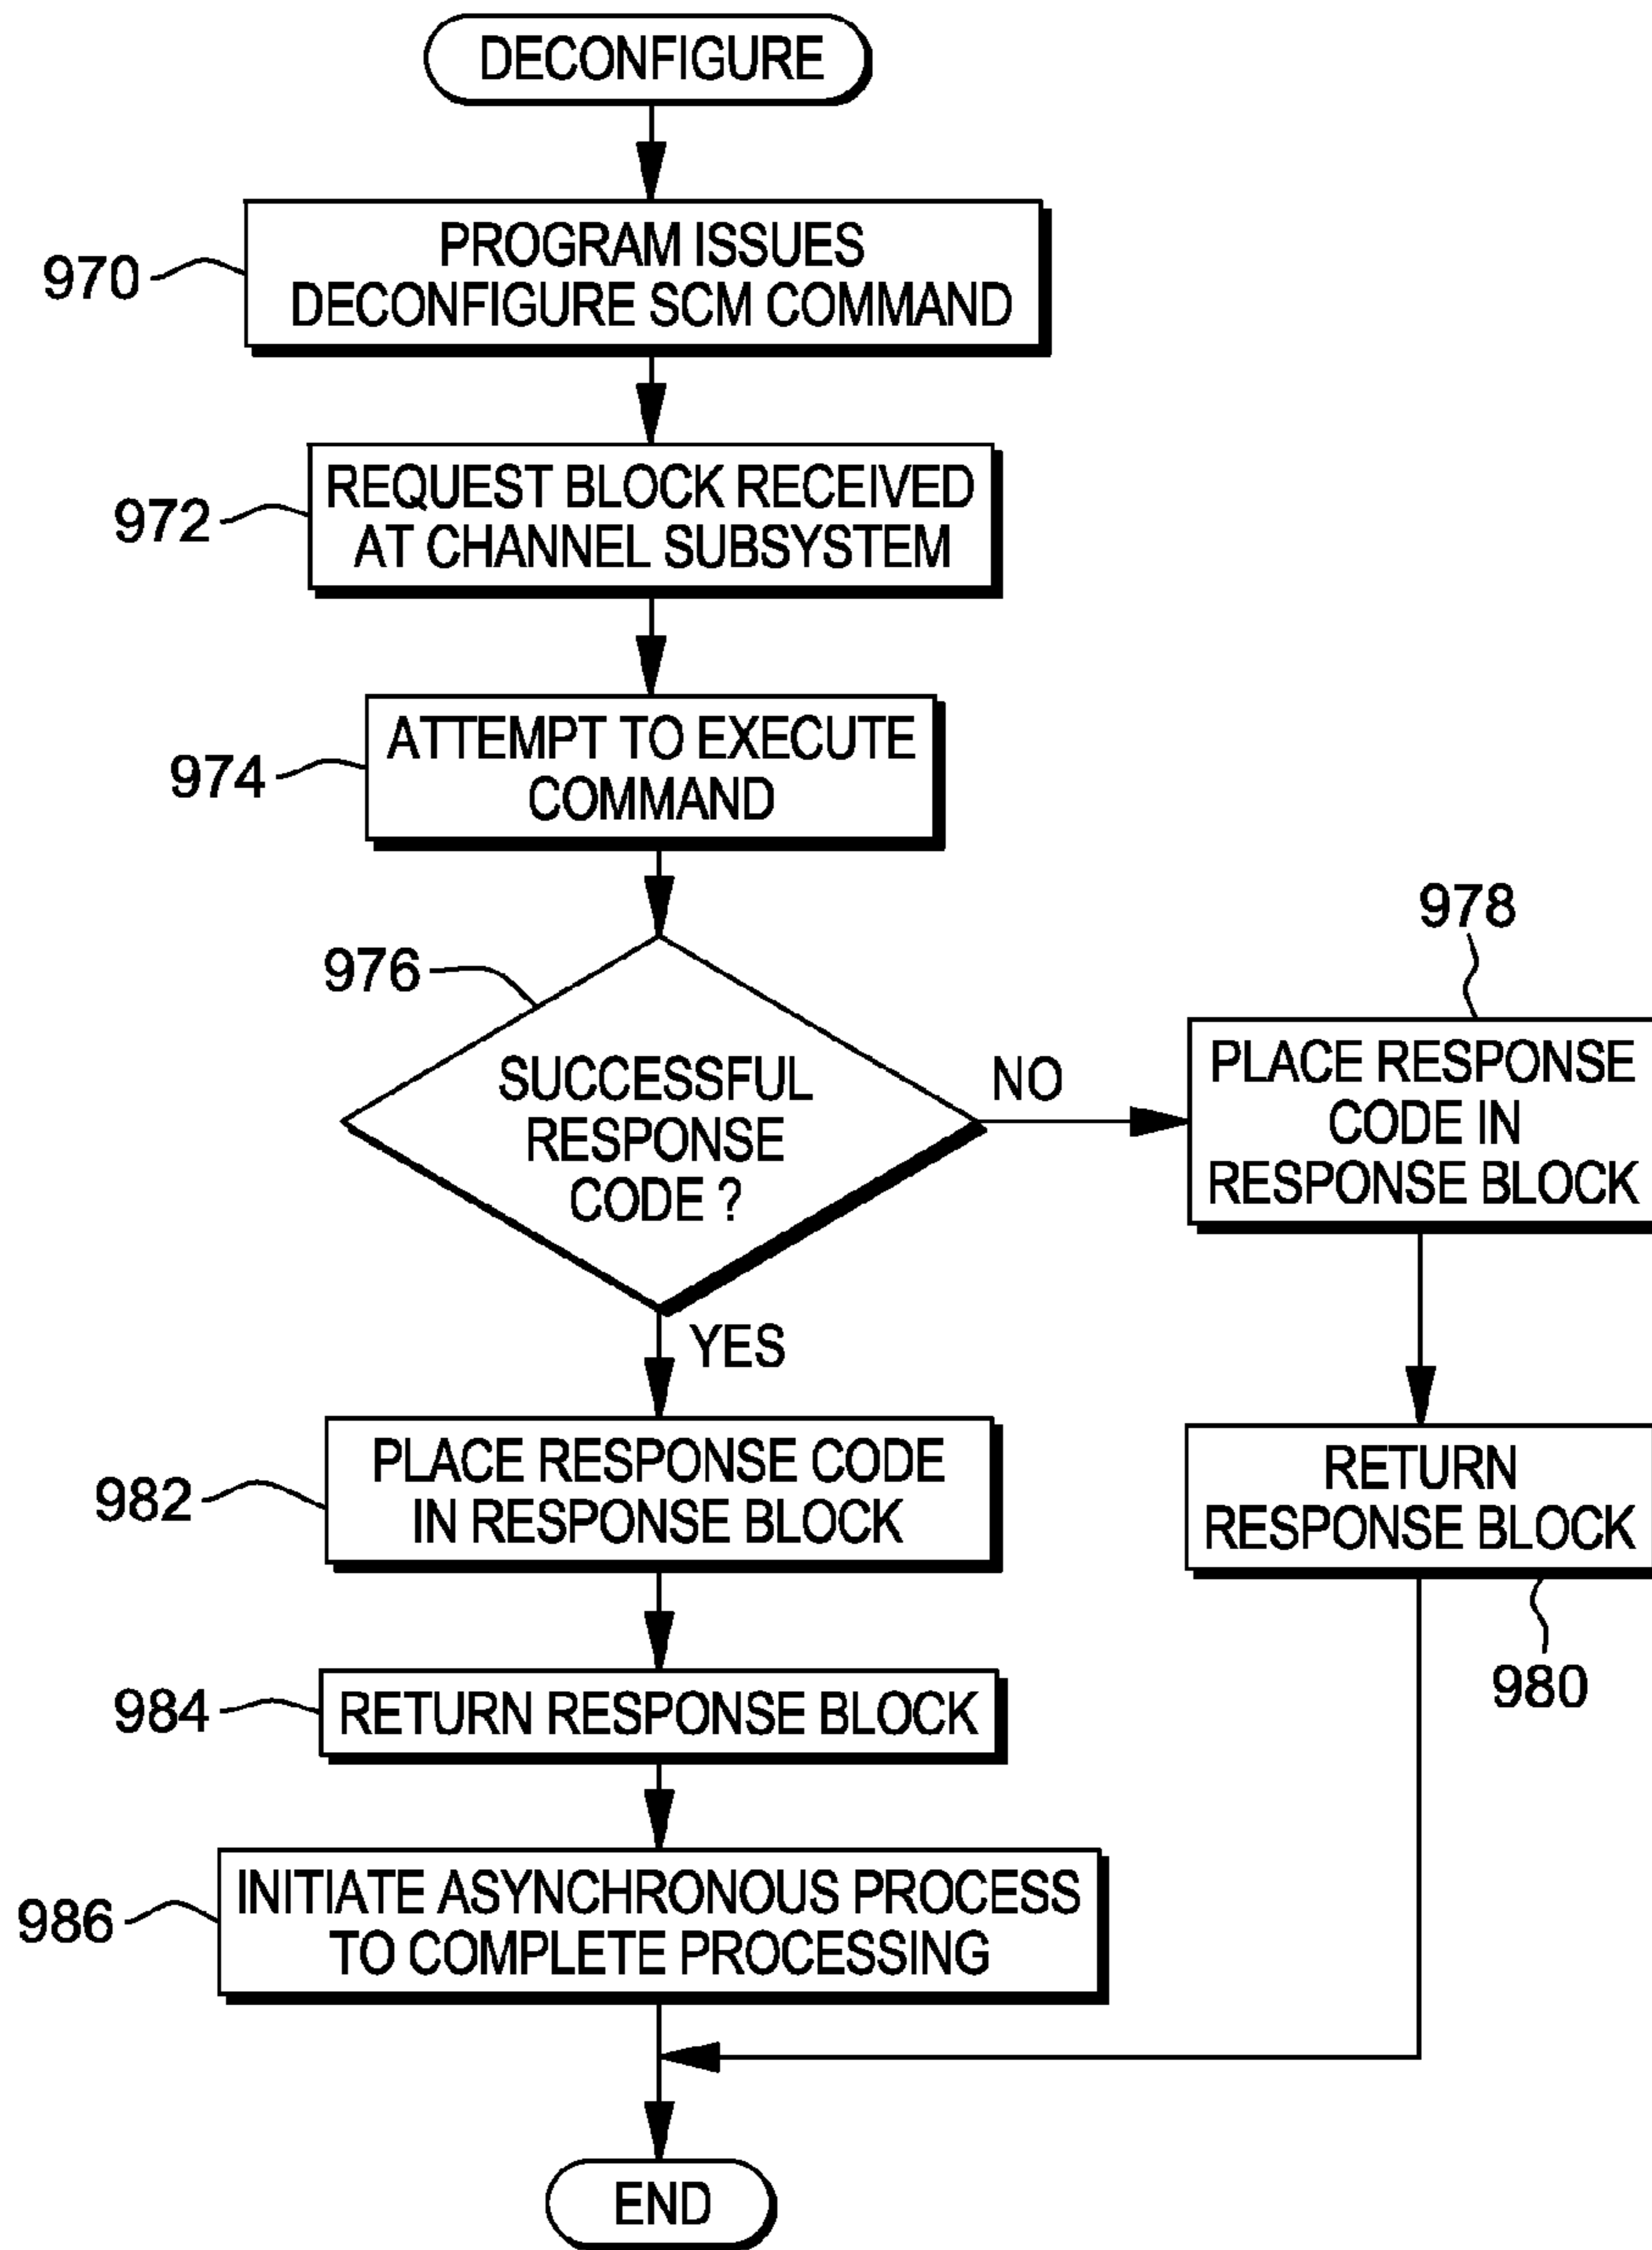 DECONFIGURE
970
PROGRAM ISSUES
DECONFIGURE SCM COMMAND
972
REQUEST BLOCK RECEIVED
AT CHANNEL SUBSYSTEM
974
ATTEMPT TO EXECUTE
COMMAND
976
SUCCESSFUL
RESPONSE
CODE ?
NO
978
PLACE RESPONSE
CODE IN
RESPONSE BLOCK
YES
982
PLACE RESPONSE CODE
IN RESPONSE BLOCK
RETURN
RESPONSE BLOCK
980
984
RETURN RESPONSE BLOCK
986
INITIATE ASYNCHRONOUS PROCESS
TO COMPLETE PROCESSING
END